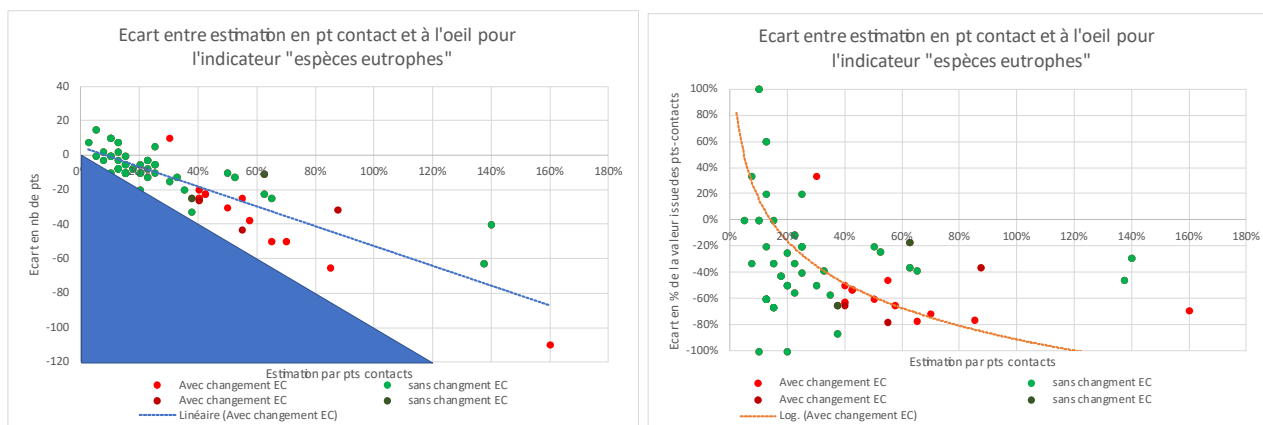 Ecart entre estimation en pt contact et à l'oeil pour
l'indicateur "espèces eutrophes"
Ecart en nb de pts
40
20
0
-20
-40
-60
-80
-100
-120
0%
20%
40%
60%
80%
100%
120%
140%
160%
180%
Estimation par pts contacts
Avec changement EC
sans changment EC
Avec changement EC
sans changment EC
Linéaire (Avec changement EC)
Ecart entre estimation en pt contact et à l'oeil pour
l'indicateur "espèces eutrophes"
Ecart en % de la valeur issuedes pts-contacts
100%
80%
60%
40%
20%
0%
-20%
-40%
-60%
-80%
-100%
0%
20%
40%
60%
80%
100%
120%
140%
160%
180%
Estimation par pts contacts
Avec changement EC
sans changment EC
Avec changement EC
sans changment EC
Log. (Avec changement EC)